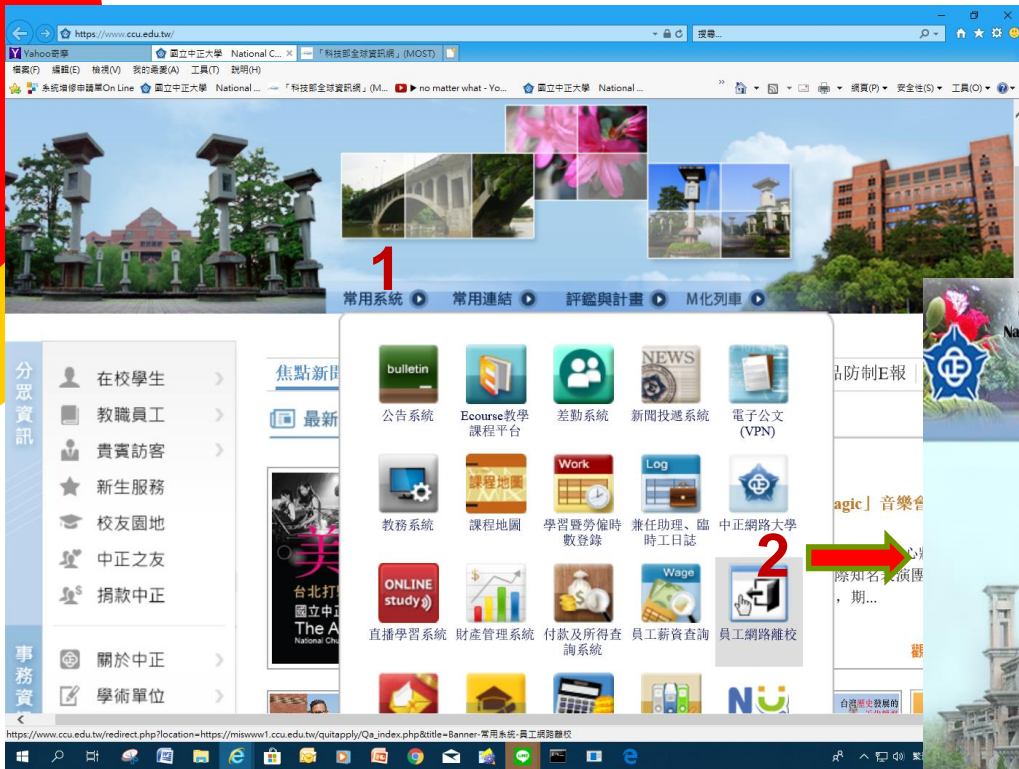 https://www.ccu.edu.tw/
搜尋...
Yahoo奇摩
國立中正大學 National C...
「科技部全球資訊網」(MOST)
檔案(F) 編輯(E) 檢視(V) 我的最愛(A) 工具(T) 說明(H)
系統增修申請單On Line 國立中正大學 National ... 「科技部全球資訊網」(M... no matter what - Yo... 國立中正大學 National ...
網頁(P) 安全性(S) 工具(O)
1
常用系統 常用連結 評鑑與計畫 M化列車
Na
分眾資訊
在校學生
教職員工
貴賓訪客
新生服務
校友園地
中正之友
捐款中正
事務資
關於中正
學術單位
焦點新聞
品防制E報
最新
bulletin
NEWS
公告系統 Ecourse教學課程平台 差勤系統 新聞投遞系統 電子公文(VPN)
課程地圖
Work
Log
教務系統 課程地圖 學習暨勞僱時數登錄 兼任助理、臨時工日誌 中正網路大學
2
ONLINE study
Wage
直播學習系統 財產管理系統 付款及所得查詢系統 員工薪資查詢 員工網路離校
agic」音樂會
際知名表演團
，期...
美
台北打
國立中正
The A
National Chu
台灣歷史發展的
https://www.ccu.edu.tw/redirect.php?location=https://miswww1.ccu.edu.tw/quitapply/Qa_index.php&title=Banner-常用系統-員工網路離校